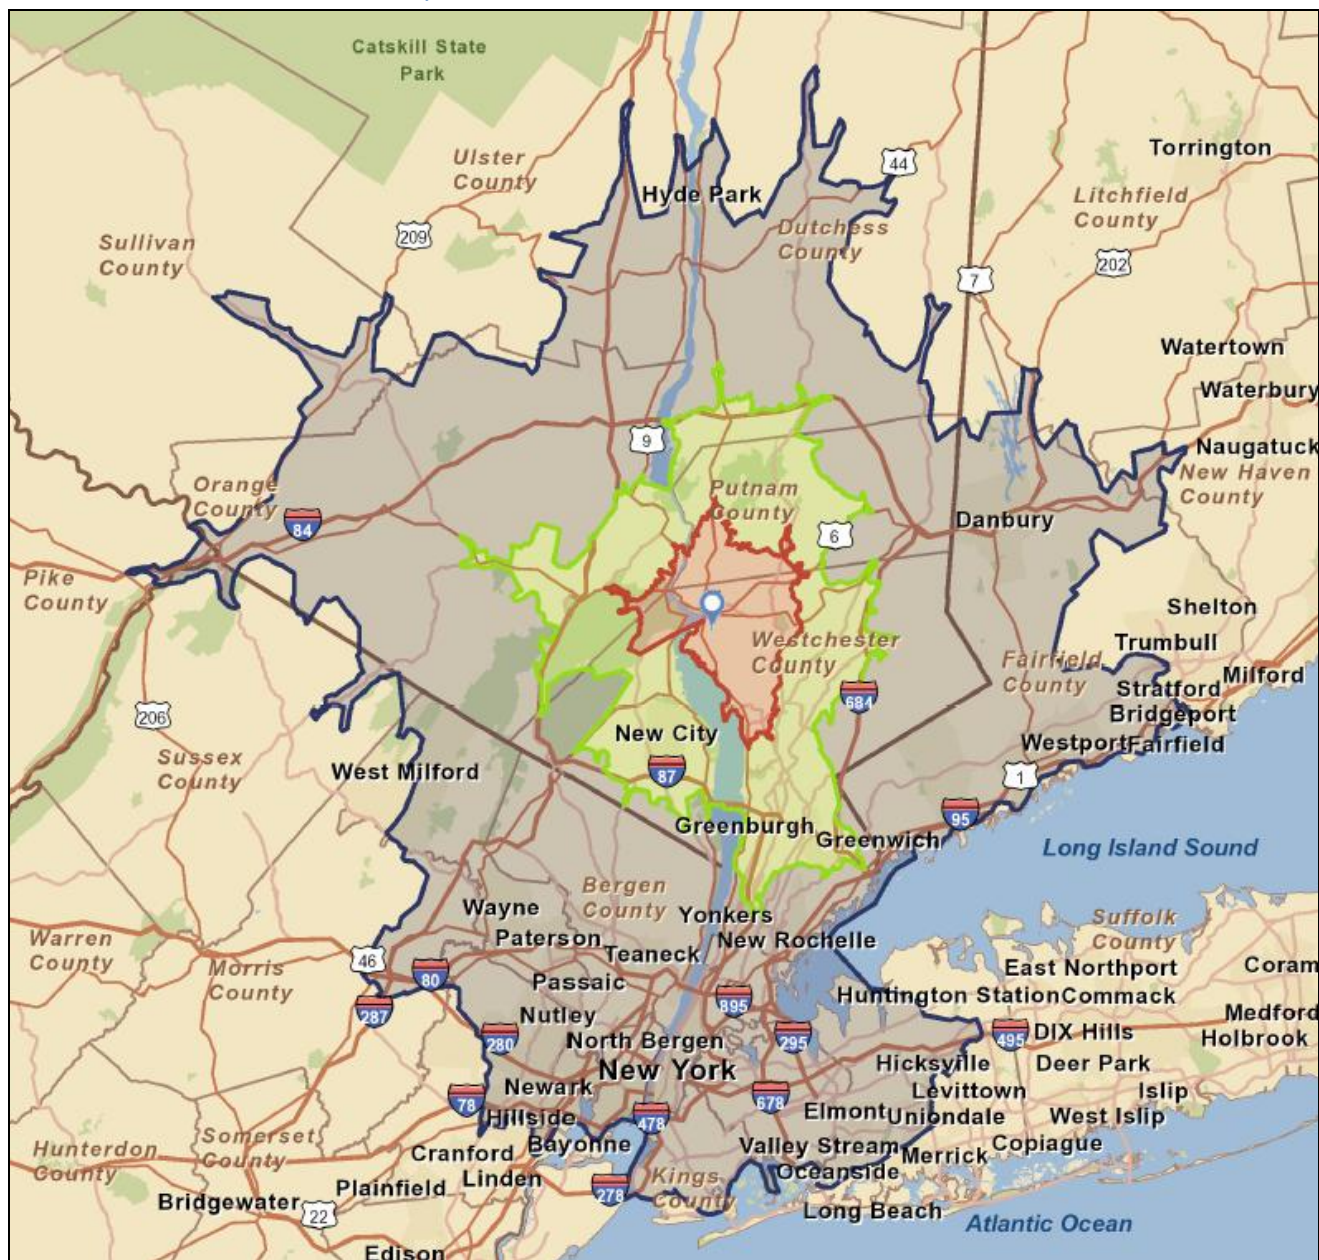 Catskill State
Park
Ulster
County
44
Torrington
Hyde Park
Litchfield
County
Dutchess
County
209
Sullivan
County
202
7
Watertown
Waterbury
9
Naugatuck
New Haven
County
Orange
County
Putnam
County
84
6
Danbury
Pike
County
Shelton
Westchester
County
Trumbull
Fairfield
County
Milford
Stratford
684
206
Bridgeport
New City
Westport
Fairfield
Sussex
County
West Milford
87
1
95
Greenburgh
Greenwich
Long Island Sound
Bergen
County
Wayne
Yonkers
Suffolk
County
Paterson
New Rochelle
Warren
County
Teaneck
46
Morris
County
80
East Northport
Coram
Passaic
Huntington Station
Commack
895
287
Nutley
Medford
280
North Bergen
295
495
DIX Hills
Holbrook
New York
Hicksville
Deer Park
Newark
Levittown
Islip
78
678
Hillside
478
Elmont
Uniondale
West Islip
Hunterdon
County
Somerset
County
Cranford
Bayonne
Valley Stream
Merrick
Copiague
Linden
Kings
County
Oceanside
Plainfield
278
Bridgewater
22
Long Beach
Atlantic Ocean
Edison